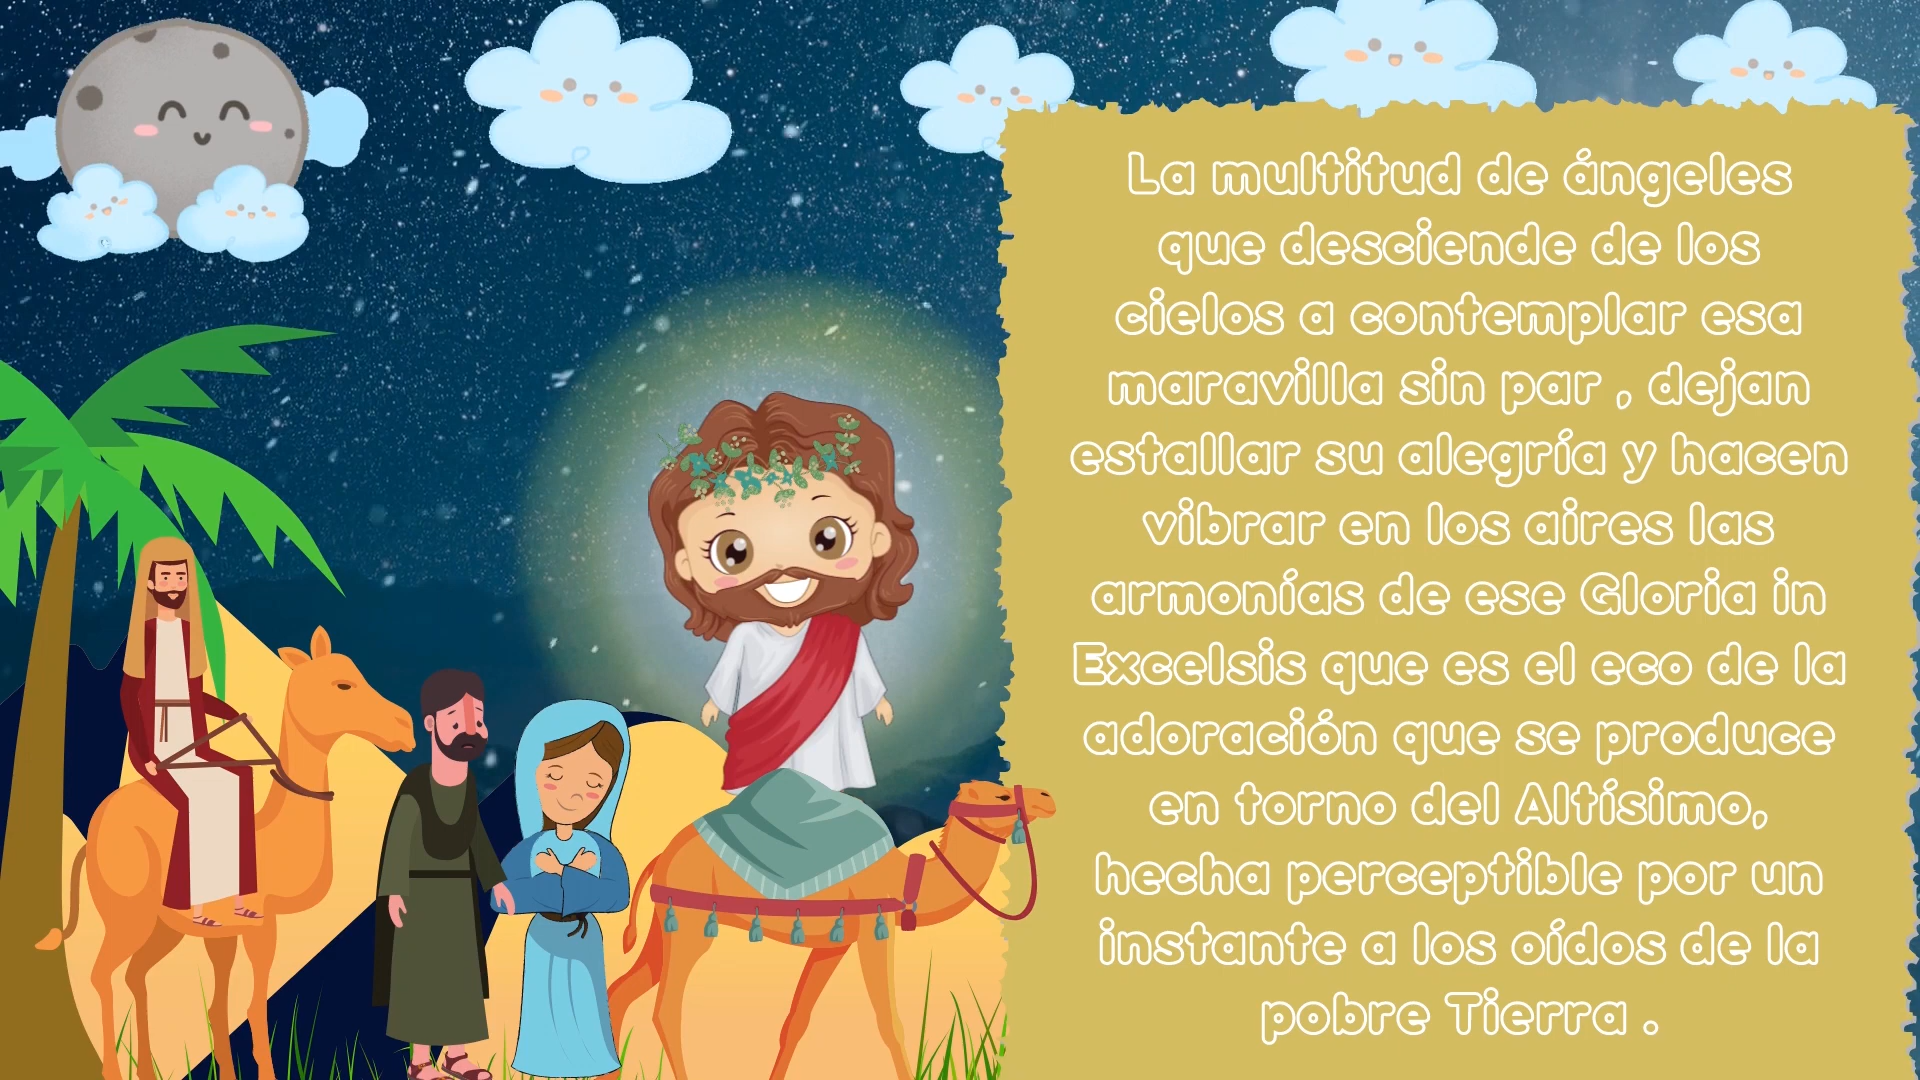 La multitud de ángeles
que desciende de los
cielos a contemplar esa
maravilla sin par , dejan
estallar su alegría y hacen
vibrar en los aires las
armonías de ese Gloria in
Excelsis que es el eco de la
adoración que se produce
en torno del Altísimo,
hecha perceptible por un
instante a los oídos de la
pobre Tierra .